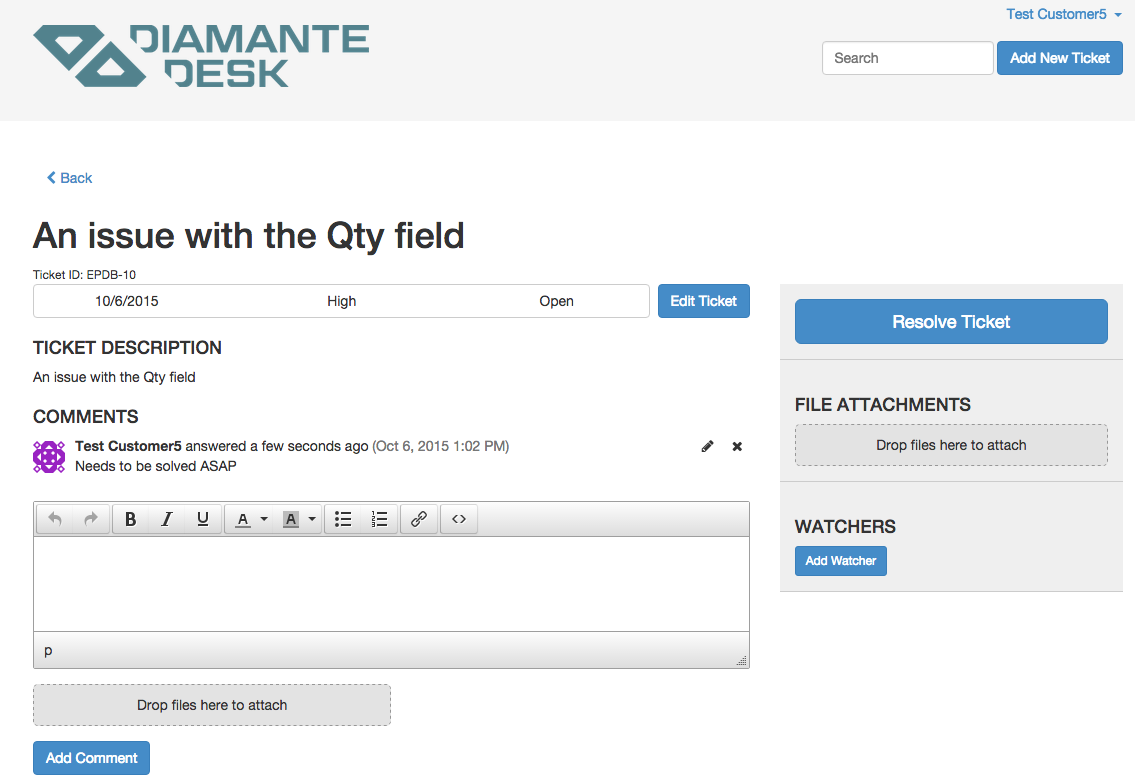 Test Customer5
DIAMANTE
DESK
Search
Add New Ticket
Back
An issue with the Qty field
Ticket ID: EPDB-10
10/6/2015 High Open
Edit Ticket
Resolve Ticket
TICKET DESCRIPTION
An issue with the Qty field
COMMENTS
Test Customer5 answered a few seconds ago (Oct 6, 2015 1:02 PM)
Needs to be solved ASAP
B I U A A
p
Drop files here to attach
Add Comment
FILE ATTACHMENTS
Drop files here to attach
WATCHERS
Add Watcher